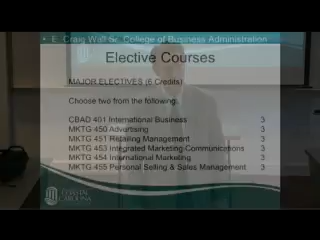 • E. Craig Wall Sr. College of Business Administration
Elective Courses
MAJOR ELECTIVES (6 Credits)
Choose two from the following:
CBAD 401 International Business 3
MKTG 450 Advertising 3
MKTG 451 Retailing Management 3
MKTG 453 Integrated Marketing Communications 3
MKTG 454 International Marketing 3
MKTG 455 Personal Selling & Sales Management 3
COASTAL
CAROLINA